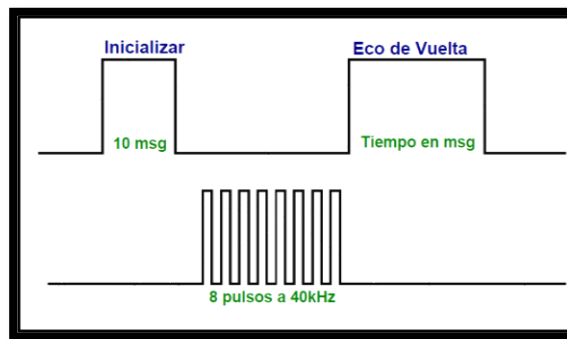 Inicializar
Eco de Vuelta
10 msg
Tiempo en msg
8 pulsos a 40kHz